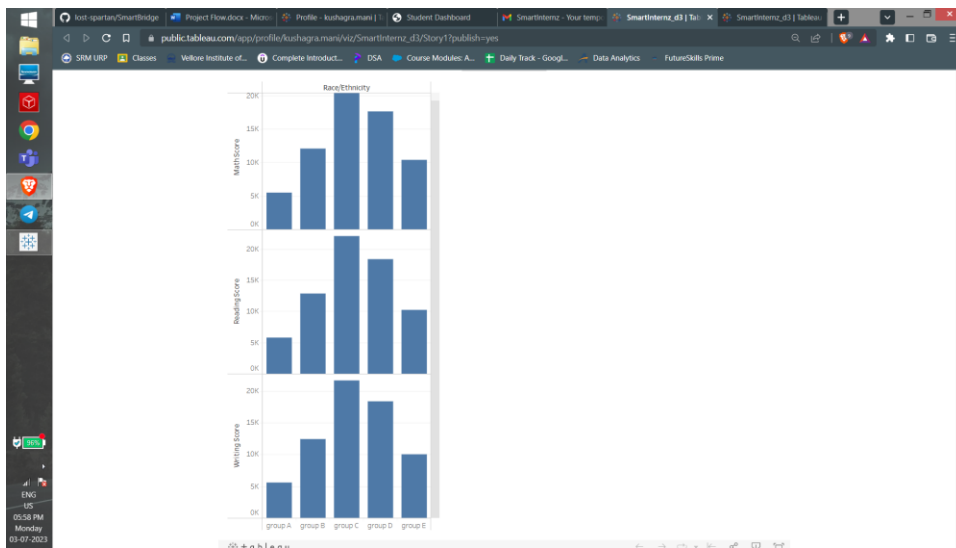 lost-spartan/SmartBridge
Project Flow.docx - Micro
Profile - kushagra.mani | T
Student Dashboard
SmartInternz - Your temp
SmartInternz_d3 | Tabl
SmartInternz_d3 | Tableau
public.tableau.com/app/profile/kushagra.mani/viz/SmartInternz_d3/Story1?publish=yes
SRM URP
Classes
Vellore Institute of...
Complete Introduct...
DSA
Course Modules: A...
Daily Track - Googl...
Data Analytics
FutureSkills Prime
Race/Ethnicity
20K
15K
Math Score
10K
5K
0K
20K
15K
Reading Score
10K
5K
0K
20K
15K
Writing Score
10K
5K
0K
group A
group B
group C
group D
group E
96%
ENG
US
05:58 PM
Monday
03-07-2023